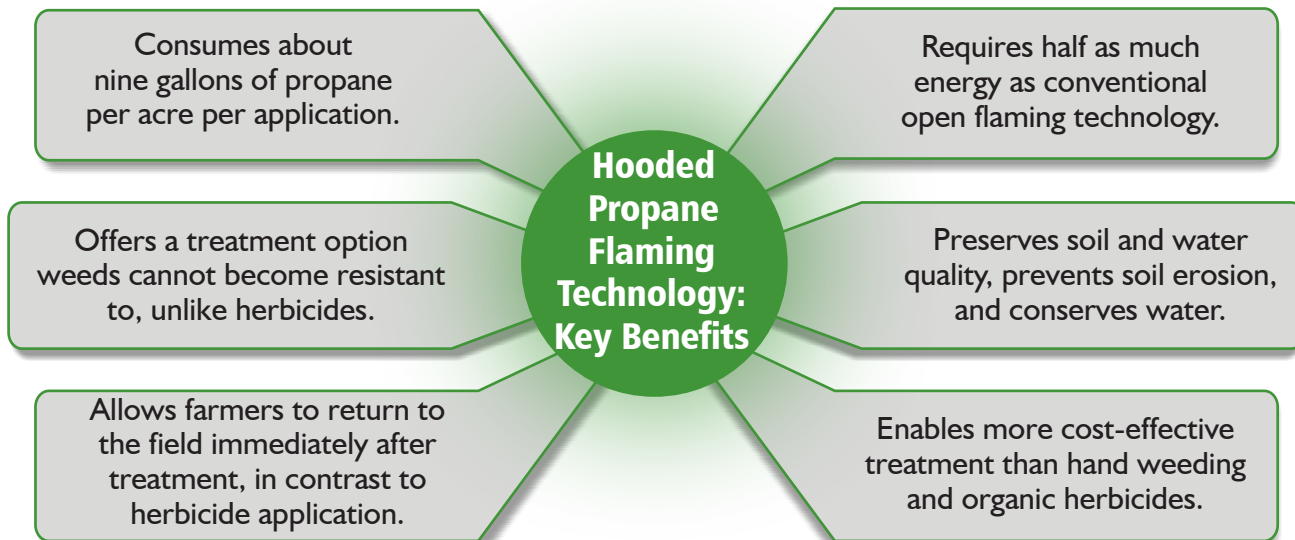 Consumes about
nine gallons of propane
per acre per application.
Requires half as much
energy as conventional
open flaming technology.
Hooded
Propane
Flaming
Technology:
Key Benefits
Offers a treatment option
weeds cannot become resistant
to, unlike herbicides.
Preserves soil and water
quality, prevents soil erosion,
and conserves water.
Allows farmers to return to
the field immediately after
treatment, in contrast to
herbicide application.
Enables more cost-effective
treatment than hand weeding
and organic herbicides.